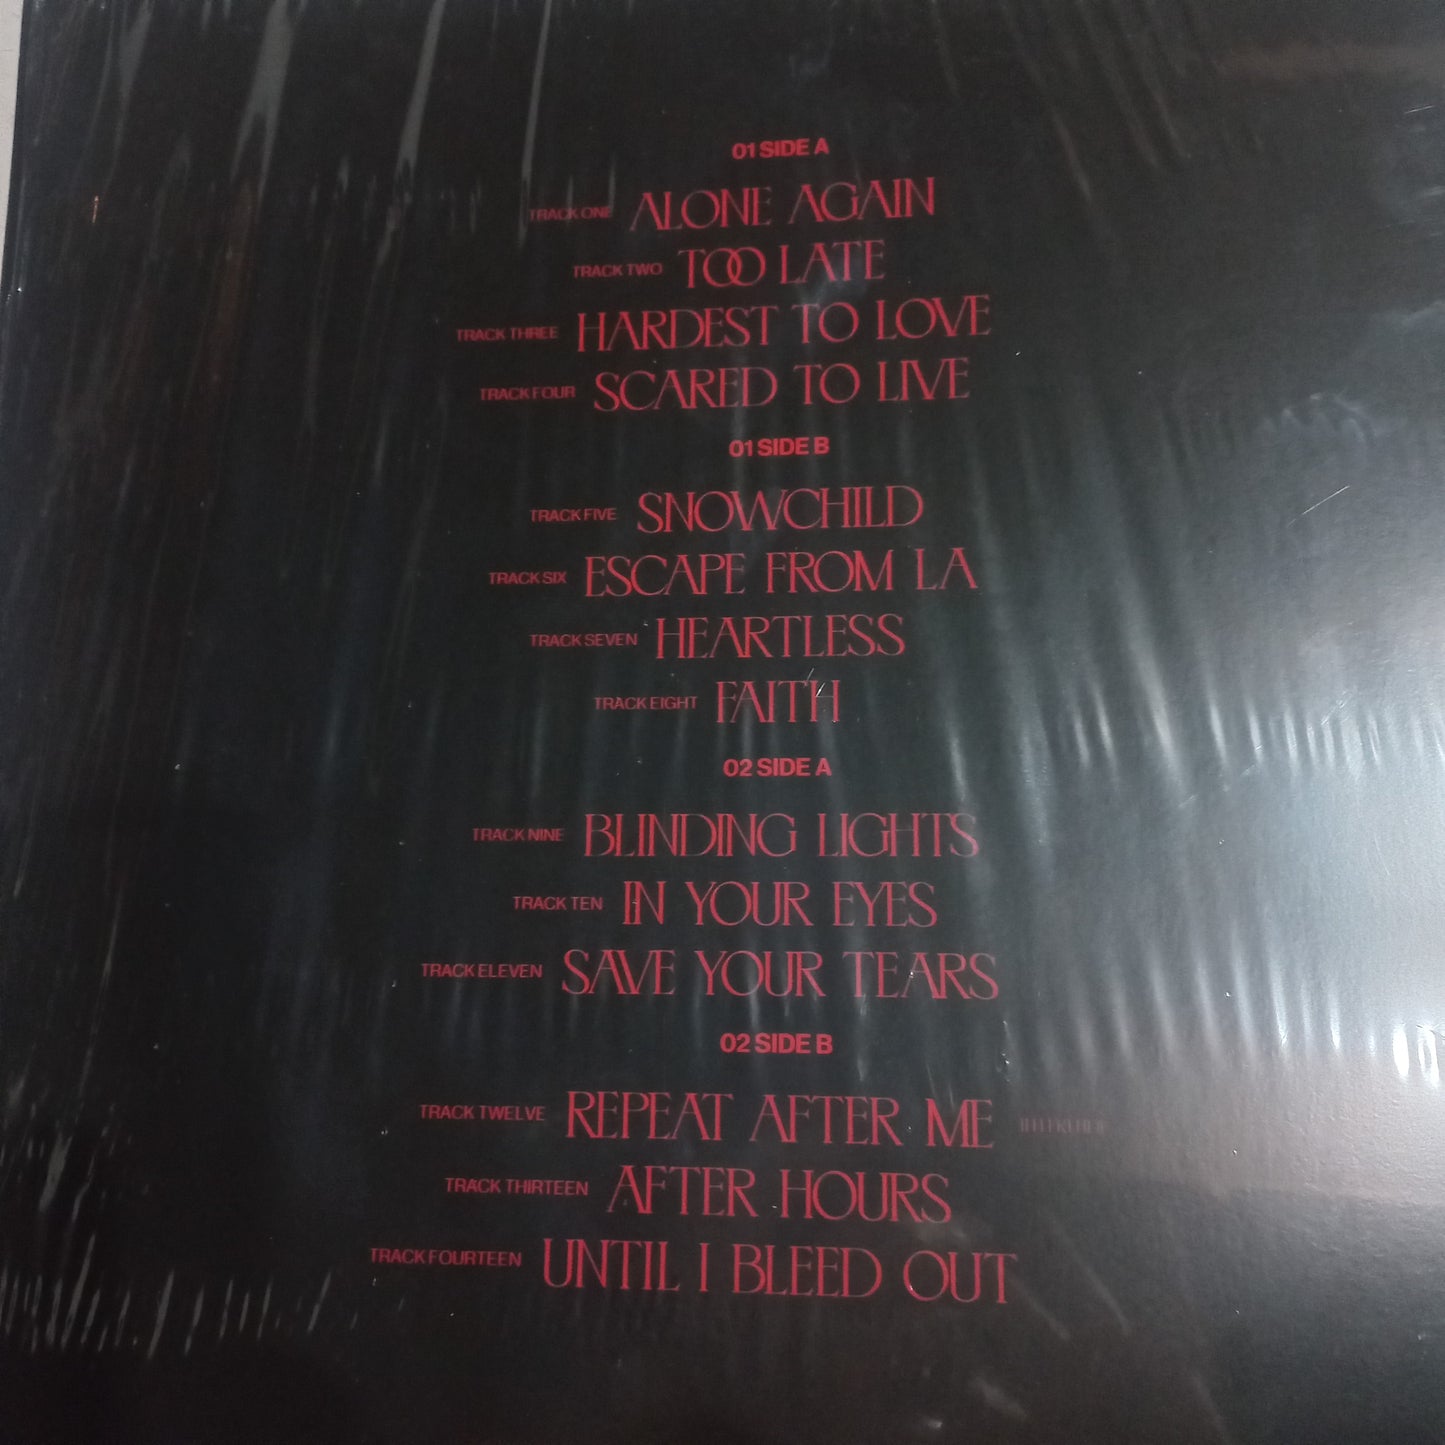 01 SIDE A
TRACK ONE ALONE AGAIN
TRACK TWO TOO LATE
TRACK THREE HARDEST TO LOVE
TRACK FOUR SCARED TO LIVE
01 SIDE B
TRACK FIVE SNOWCHILD
TRACK SIX ESCAPE FROM LA
TRACK SEVEN HEARTLESS
TRACK EIGHT FAITH
02 SIDE A
TRACK NINE BLINDING LIGHTS
TRACK TEN IN YOUR EYES
TRACK ELEVEN SAVE YOUR TEARS
02 SIDE B
TRACK TWELVE REPEAT AFTER ME
TRACK THIRTEEN AFTER HOURS
TRACK FOURTEEN UNTIL I BLEED OUT